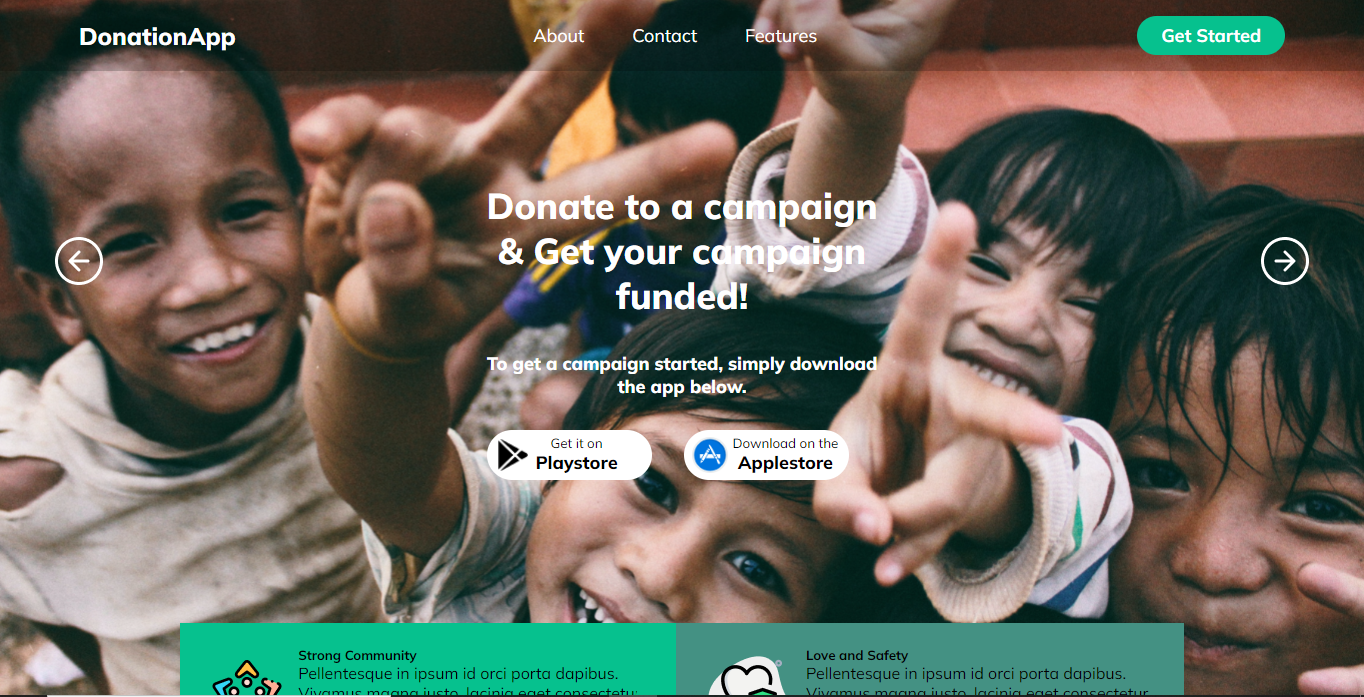 DonationApp
About
Contact
Features
Get Started
Donate to a campaign
& Get your campaign
funded!
To get a campaign started, simply download
the app below.
Get it on
Playstore
Download on the
Applestore
Strong Community
Pellentesque in ipsum id orci porta dapibus.
Vivamus magna justo, lacinia eget consectetur
Love and Safety
Pellentesque in ipsum id orci porta dapibus.
Vivamus magna justo, lacinia eget consectetur